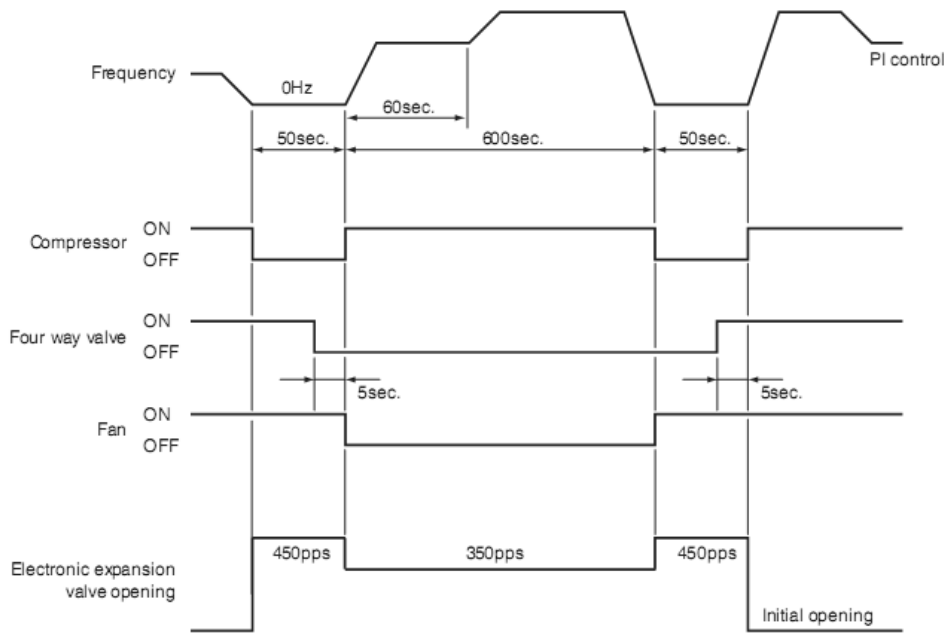 Frequency
0Hz
PI control
60sec.
50sec.
600sec.
50sec.
ON
Compressor
OFF
ON
Four way valve
OFF
5sec.
5sec.
ON
Fan
OFF
450pps
350pps
450pps
Electronic expansion
valve opening
Initial opening